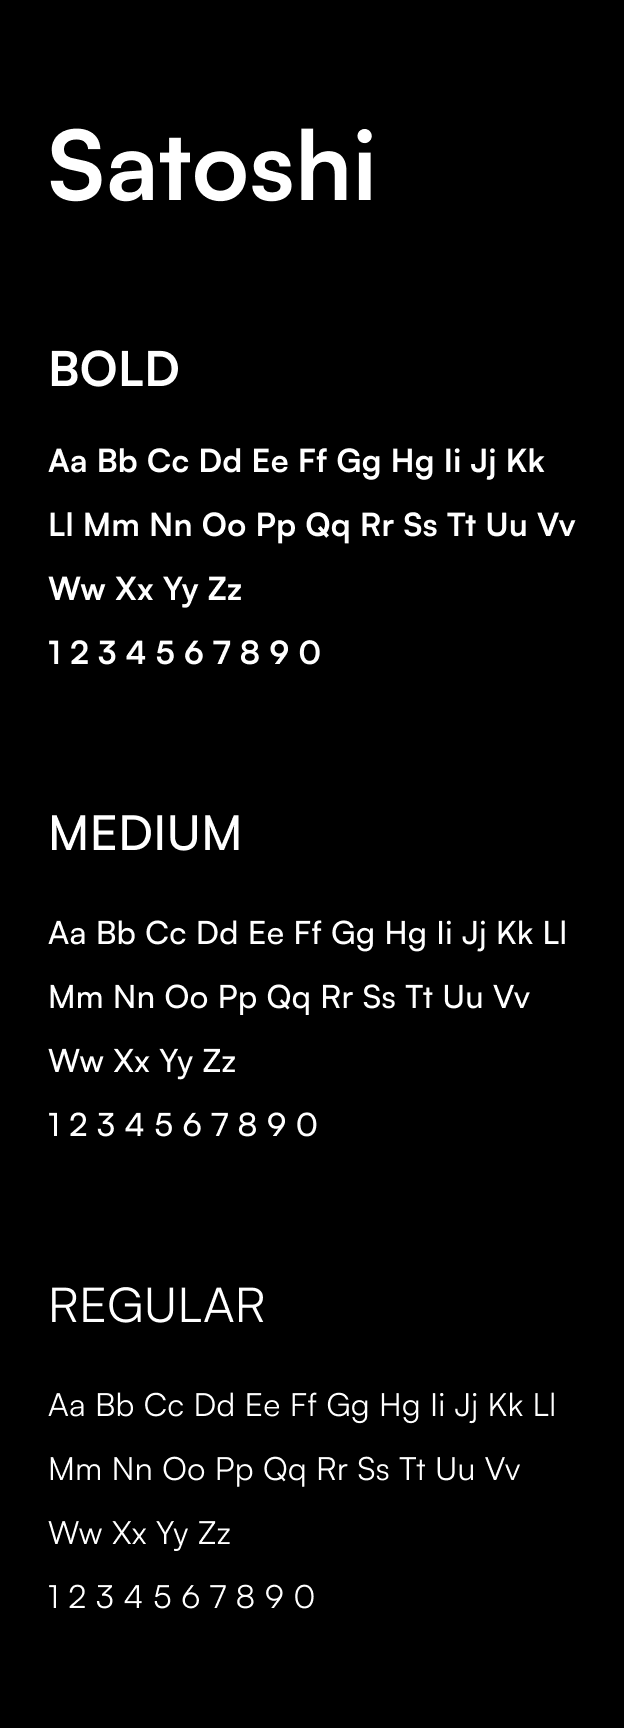 Satoshi
BOLD
Aa Bb Cc Dd Ee Ff Gg Hg Ii Jj Kk
Ll Mm Nn Oo Pp Qq Rr Ss Tt Uu Vv
Ww Xx Yy Zz
1 2 3 4 5 6 7 8 9 0
MEDIUM
Aa Bb Cc Dd Ee Ff Gg Hg Ii Jj Kk Ll
Mm Nn Oo Pp Qq Rr Ss Tt Uu Vv
Ww Xx Yy Zz
1 2 3 4 5 6 7 8 9 0
REGULAR
Aa Bb Cc Dd Ee Ff Gg Hg Ii Jj Kk Ll
Mm Nn Oo Pp Qq Rr Ss Tt Uu Vv
Ww Xx Yy Zz
1 2 3 4 5 6 7 8 9 0